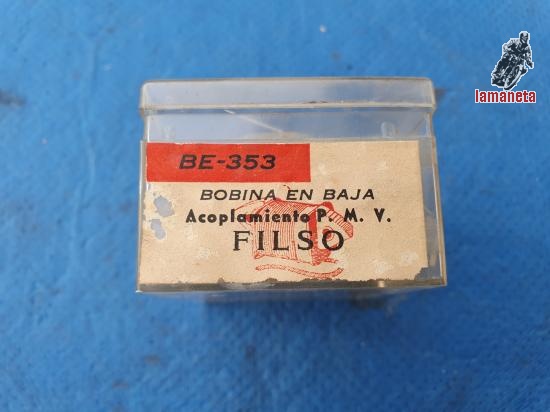 lamaneta
BE-353
BOBINA EN BAJA
Acoplamiento P. M. V.
FILSO